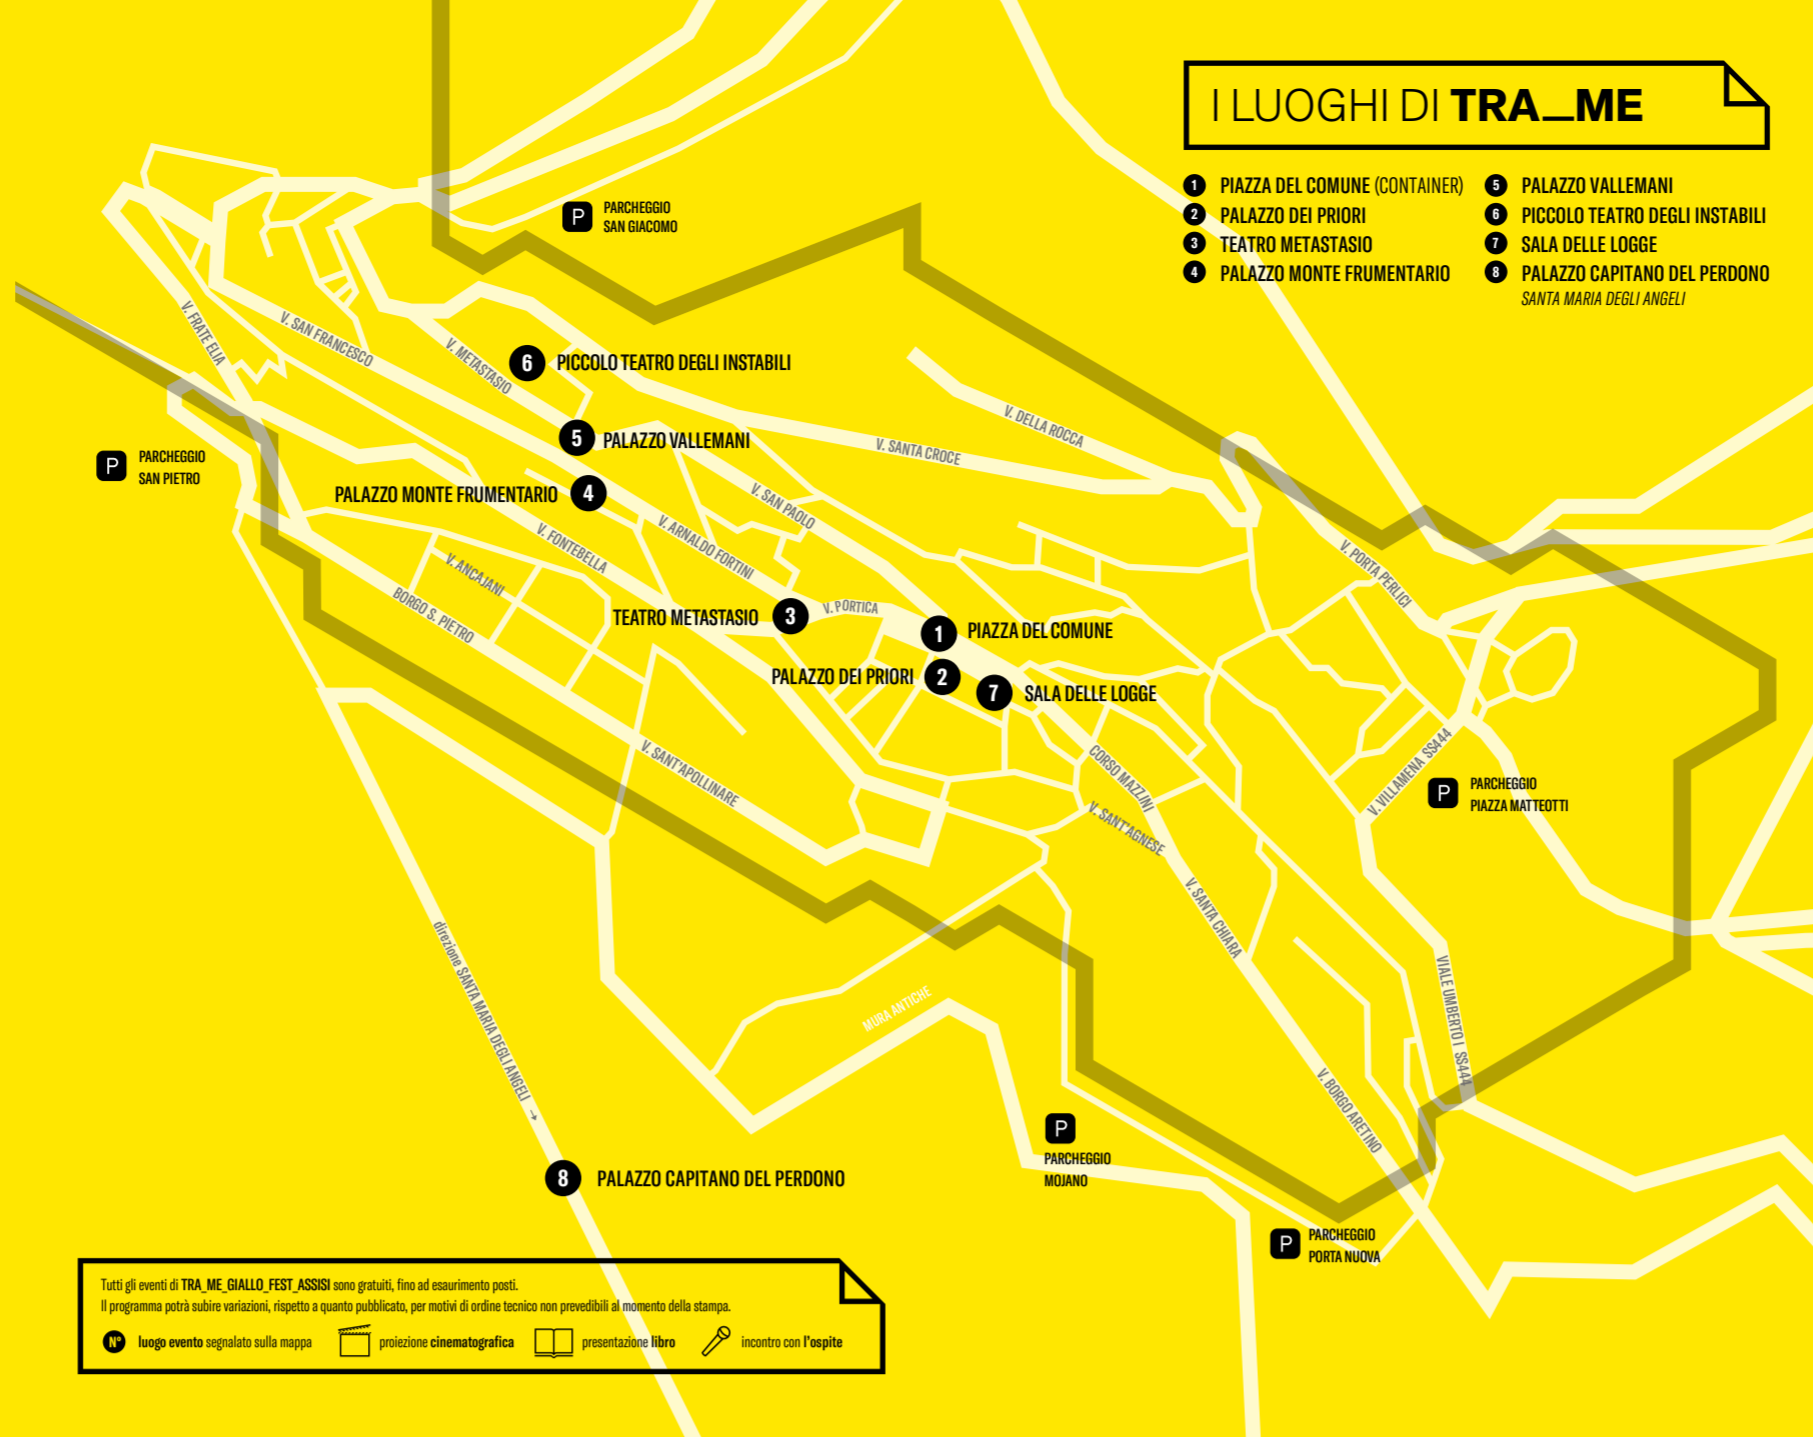 I LUOGHI DI TRA_ME
1 PIAZZA DEL COMUNE (CONTAINER)
2 PALAZZO DEI PRIORI
3 TEATRO METASTASIO
4 PALAZZO MONTE FRUMENTARIO
5 PALAZZO VALLEMANI
6 PICCOLO TEATRO DEGLI INSTABILI
7 SALA DELLE LOGGE
8 PALAZZO CAPITANO DEL PERDONO
SANTA MARIA DEGLI ANGELI
P PARCHEGGIO
SAN GIACOMO
V. FRATE ELIA
V. SAN FRANCESCO
V. METASTASIO
6 PICCOLO TEATRO DEGLI INSTABILI
V. DELLA ROCCA
V. SANTA CROCE
5 PALAZZO VALLEMANI
P PARCHEGGIO
SAN PIETRO
PALAZZO MONTE FRUMENTARIO 4
V. SAN PAOLO
V. ARNALDO FORTINI
V. FONTEBELLA
V. ANCAJANI
BORGO S. PIETRO
V. PORTA PERLICI
TEATRO METASTASIO 3
V. PORTICA
1 PIAZZA DEL COMUNE
PALAZZO DEI PRIORI 2
7 SALA DELLE LOGGE
V. SANT'APOLLINARE
CORSO MAZZINI
V. SANT'AGNESE
V. VILLAMENA SS444
P PARCHEGGIO
PIAZZA MATTEOTTI
V. SANTA CHIARA
direzione SANTA MARIA DEGLI ANGELI →
VIALE UMBERTO I SS444
MURA ANTICHE
V. BORGO ARETINO
P
PARCHEGGIO
MOJANO
8 PALAZZO CAPITANO DEL PERDONO
P PARCHEGGIO
PORTA NUOVA
Tutti gli eventi di TRA_ME_GIALLO_FEST_ASSISI sono gratuiti, fino ad esaurimento posti.
Il programma potrà subire variazioni, rispetto a quanto pubblicato, per motivi di ordine tecnico non prevedibili al momento della stampa.
N° luogo evento segnalato sulla mappa
proiezione cinematografica
presentazione libro
incontro con l'ospite